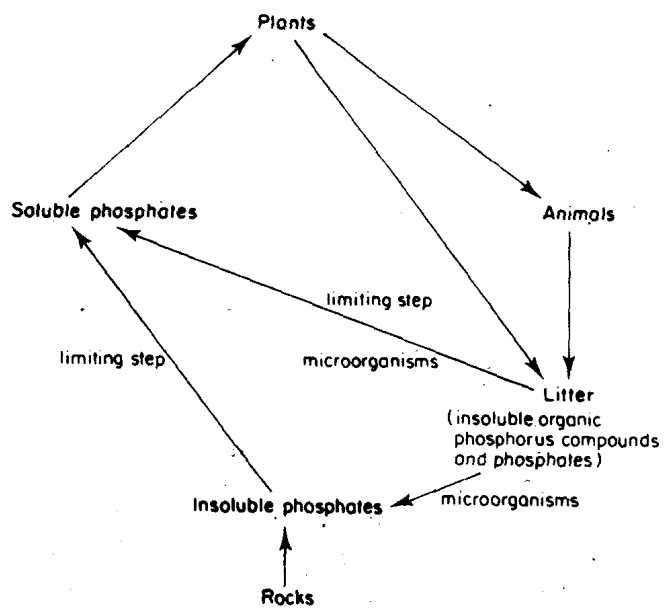 Plants
Soluble phosphates
Animals
limiting step
limiting step
microorganisms
Litter
(insoluble organic
phosphorus compounds
and phosphates)
microorganisms
Insoluble phosphates
Rocks